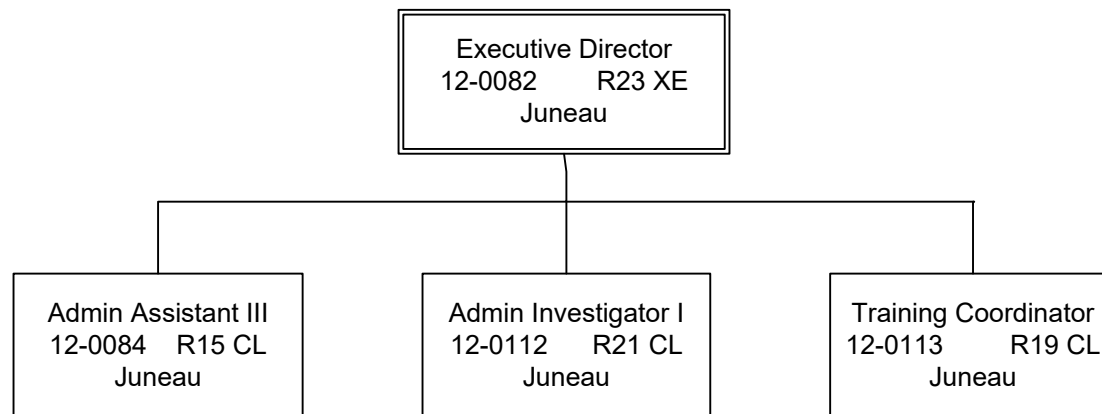 Executive Director
12-0082 R23 XE
Juneau
Admin Assistant III
12-0084 R15 CL
Juneau
Admin Investigator I
12-0112 R21 CL
Juneau
Training Coordinator
12-0113 R19 CL
Juneau